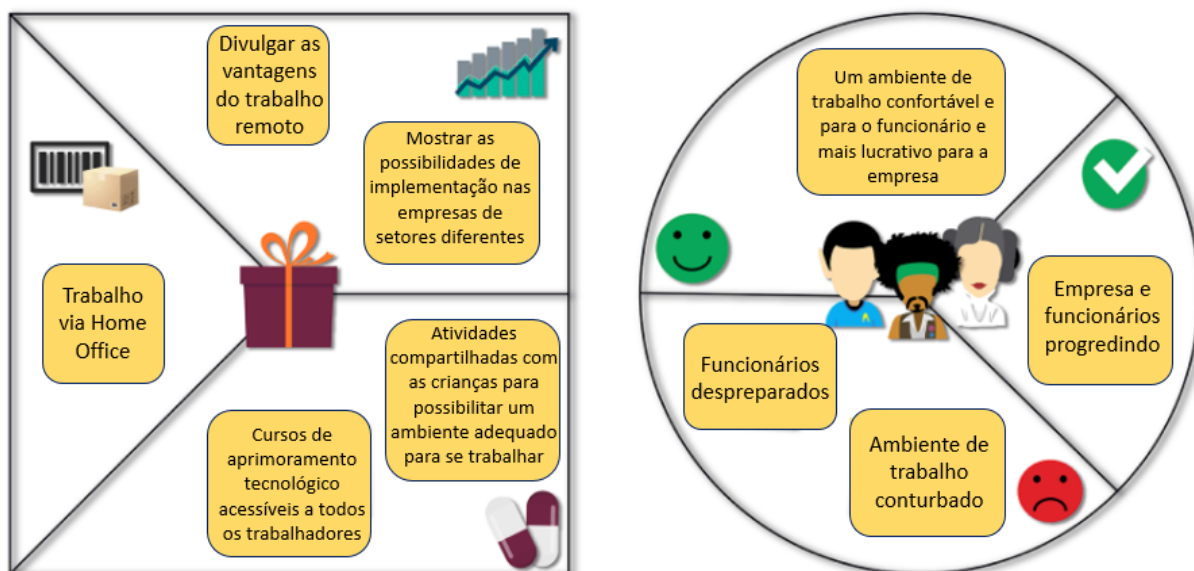 Divulgar as
vantagens
do trabalho
remoto
Mostrar as
possibilidades de
implementação nas
empresas de
setores diferentes
Trabalho
via Home
Office
Atividades
compartilhadas com
as crianças para
possibilitar um
ambiente adequado
para se trabalhar
Cursos de
aprimoramento
tecnológico
acessíveis a todos
os trabalhadores
Um ambiente de
trabalho confortável e
para o funcionário e
mais lucrativo para a
empresa
Empresa e
funcionários
progredindo
Funcionários
despreparados
Ambiente de
trabalho
conturbado